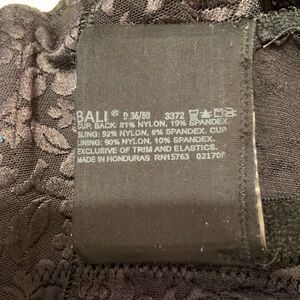 BALI® D 36/80 3372
CUP, BACK: 81% NYLON, 19% SPANDEX.
SLING: 92% NYLON, 8% SPANDEX. CUP
LINING: 90% NYLON, 10% SPANDEX.
EXCLUSIVE OF TRIM AND ELASTICS.
MADE IN HONDURAS RN15763 02170F